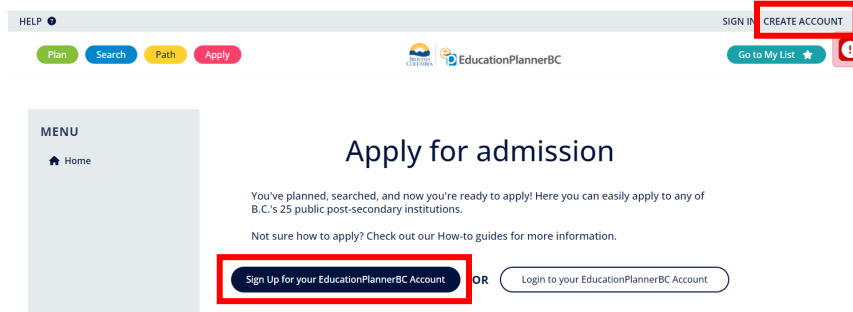 HELP ?
SIGN IN CREATE ACCOUNT
Plan Search Path Apply
BRITISH COLUMBIA
EducationPlannerBC
Go to My List
MENU
Home
Apply for admission
You've planned, searched, and now you're ready to apply! Here you can easily apply to any of
B.C.'s 25 public post-secondary institutions.
Not sure how to apply? Check out our How-to guides for more information.
Sign Up for your EducationPlannerBC Account OR Login to your EducationPlannerBC Account